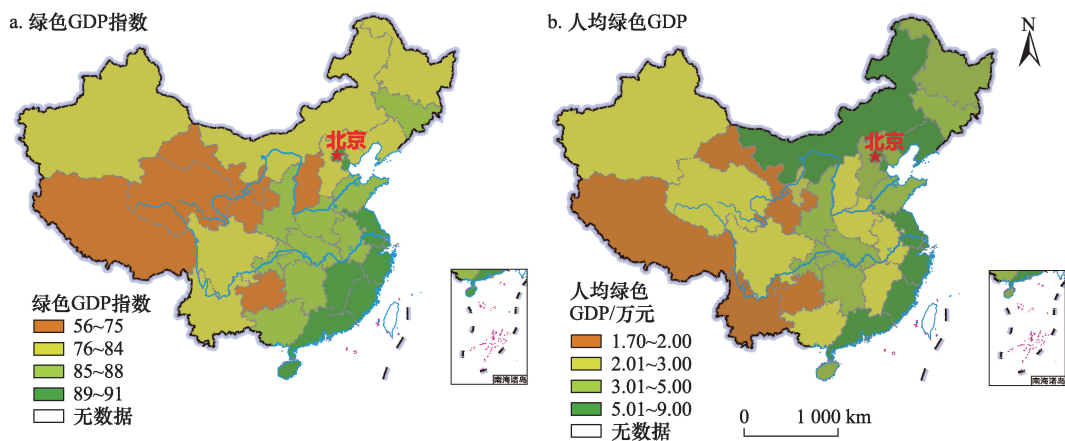 a. 绿色GDP指数
北京
绿色GDP指数
56~75
76~84
85~88
89~91
无数据
南海诸岛
b. 人均绿色GDP
N
北京
人均绿色
GDP/万元
1.70~2.00
2.01~3.00
3.01~5.00
5.01~9.00
无数据
0 1 000 km
南海诸岛